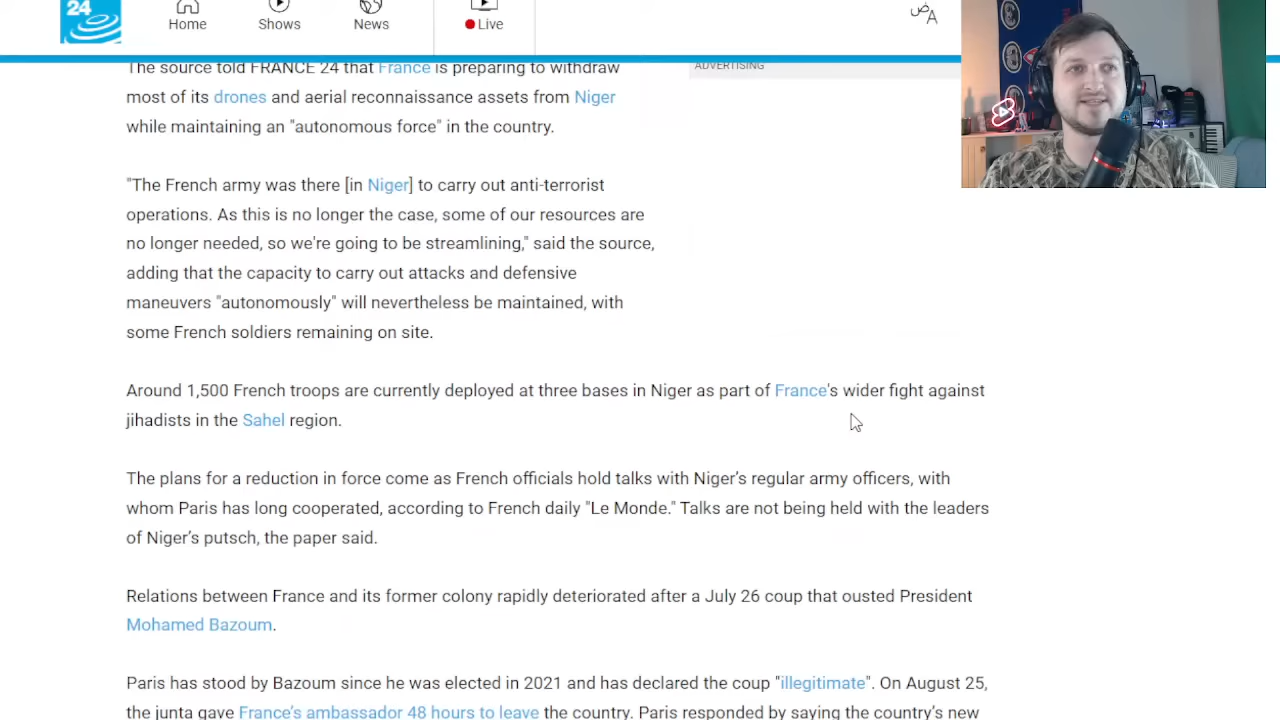 24
Home
Shows
News
Live
ADVERTISING
The source told FRANCE 24 that France is preparing to withdraw
most of its drones and aerial reconnaissance assets from Niger
while maintaining an "autonomous force" in the country.
"The French army was there [in Niger] to carry out anti-terrorist
operations. As this is no longer the case, some of our resources are
no longer needed, so we're going to be streamlining," said the source,
adding that the capacity to carry out attacks and defensive
maneuvers "autonomously" will nevertheless be maintained, with
some French soldiers remaining on site.
Around 1,500 French troops are currently deployed at three bases in Niger as part of France's wider fight against
jihadists in the Sahel region.
The plans for a reduction in force come as French officials hold talks with Niger’s regular army officers, with
whom Paris has long cooperated, according to French daily "Le Monde." Talks are not being held with the leaders
of Niger’s putsch, the paper said.
Relations between France and its former colony rapidly deteriorated after a July 26 coup that ousted President
Mohamed Bazoum.
Paris has stood by Bazoum since he was elected in 2021 and has declared the coup "illegitimate". On August 25,
the junta gave France’s ambassador 48 hours to leave the country. Paris responded by saying the country’s new